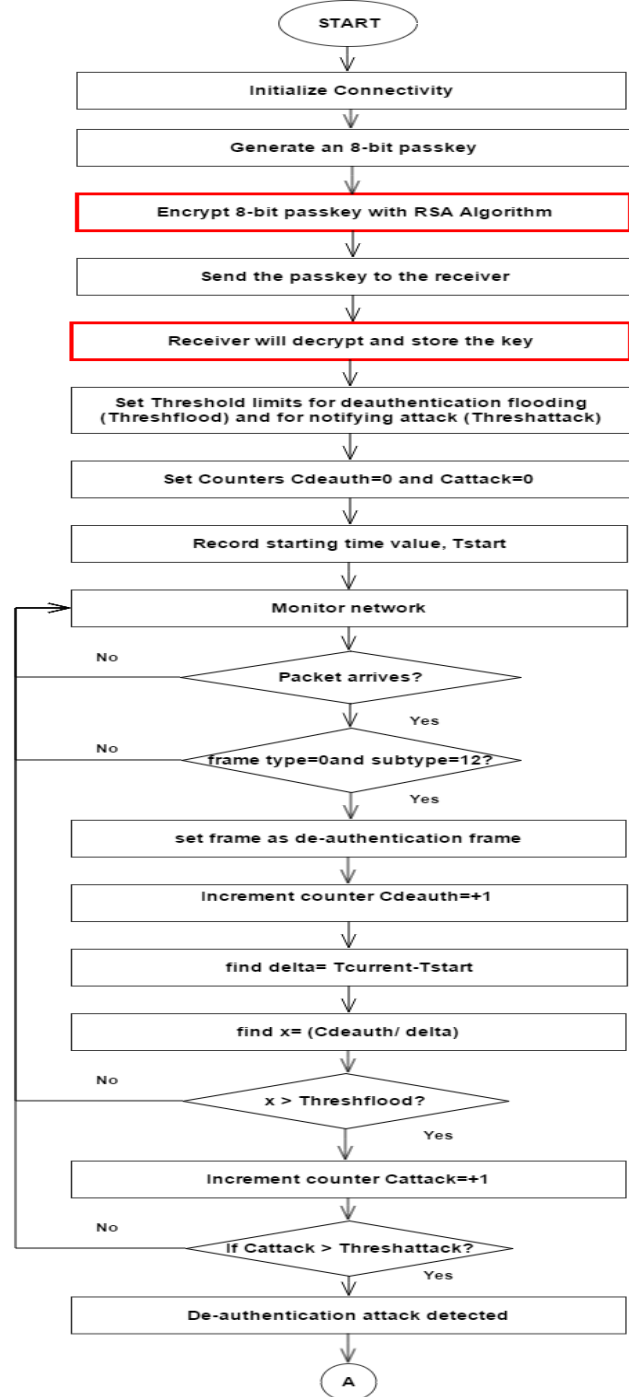 START
Initialize Connectivity
Generate an 8-bit passkey
Encrypt 8-bit passkey with RSA Algorithm
Send the passkey to the receiver
Receiver will decrypt and store the key
Set Threshold limits for deauthentication flooding
(Threshflood) and for notifying attack (Threshattack)
Set Counters Cdeauth=0 and Cattack=0
Record starting time value, Tstart
Monitor network
No
Packet arrives?
Yes
No
frame type=0and subtype=12?
Yes
set frame as de-authentication frame
Increment counter Cdeauth=+1
find delta= Tcurrent-Tstart
find x= (Cdeauth/ delta)
No
x > Threshflood?
Yes
Increment counter Cattack=+1
No
If Cattack > Threshattack?
Yes
De-authentication attack detected
A